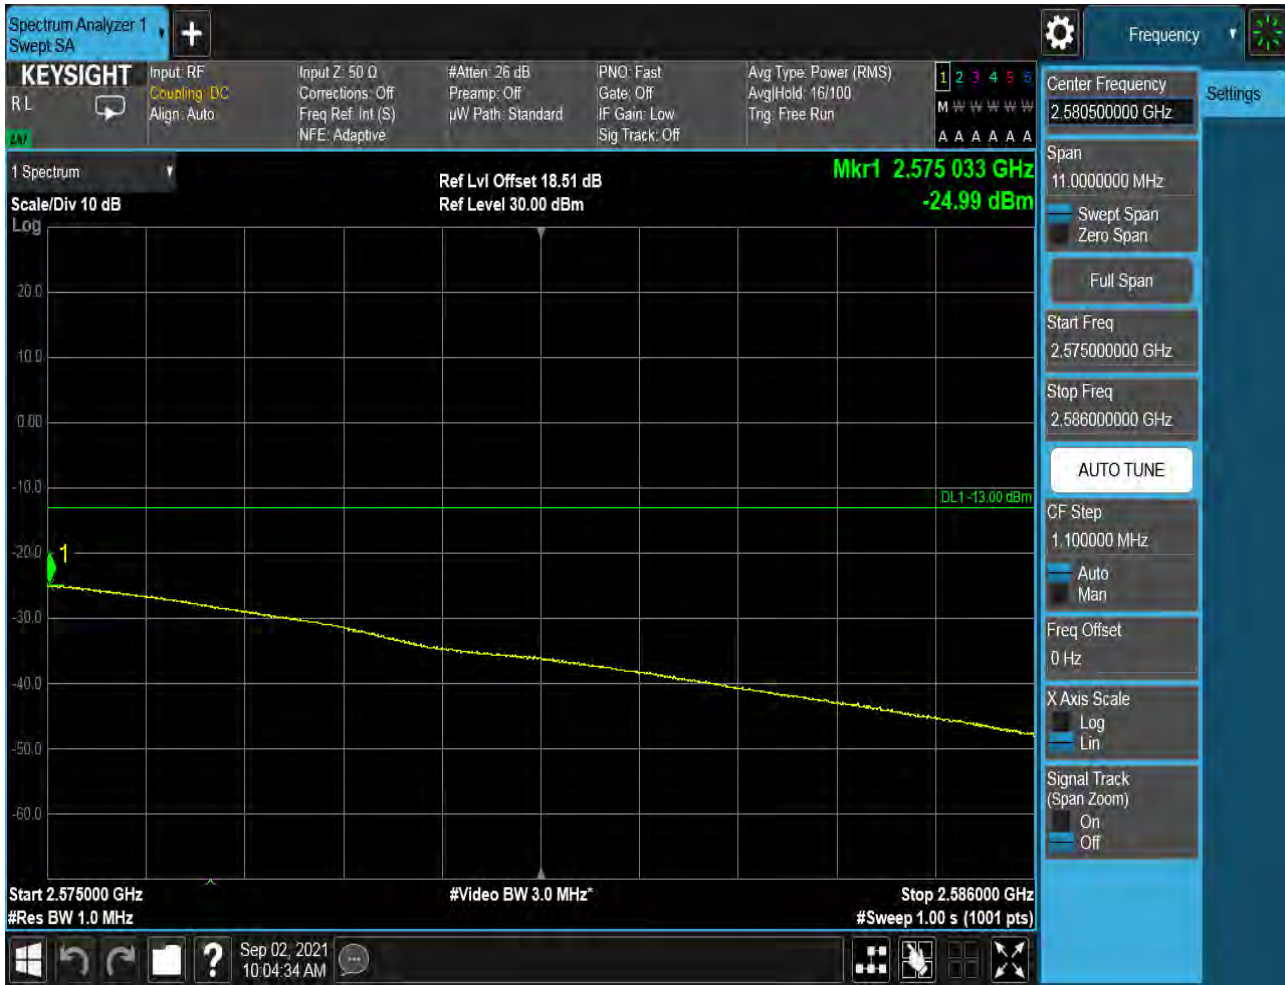 Spectrum Analyzer 1
Swept SA
Frequency
KEYSIGHT
R L
LXI
Input: RF
Coupling: DC
Align: Auto
Input Z: 50 Ω
Corrections: Off
Freq Ref: Int (S)
NFE: Adaptive
#Atten: 26 dB
Preamp: Off
µW Path: Standard
PNO: Fast
Gate: Off
IF Gain: Low
Sig Track: Off
Avg Type: Power (RMS)
Avg|Hold: 16/100
Trig: Free Run
1 2 3 4 5 6
M W W W W W
A A A A A A
1 Spectrum
Scale/Div 10 dB
Log
Ref Lvl Offset 18.51 dB
Ref Level 30.00 dBm
Mkr1 2.575 033 GHz
-24.99 dBm
20.0
10.0
0.00
-10.0
DL1 -13.00 dBm
-20.0
1
-30.0
-40.0
-50.0
-60.0
Start 2.575000 GHz
#Res BW 1.0 MHz
#Video BW 3.0 MHz*
Stop 2.586000 GHz
#Sweep 1.00 s (1001 pts)
Sep 02, 2021
10:04:34 AM
Center Frequency
2.580500000 GHz
Settings
Span
11.0000000 MHz
Swept Span
Zero Span
Full Span
Start Freq
2.575000000 GHz
Stop Freq
2.586000000 GHz
AUTO TUNE
CF Step
1.100000 MHz
Auto
Man
Freq Offset
0 Hz
X Axis Scale
Log
Lin
Signal Track
(Span Zoom)
On
Off